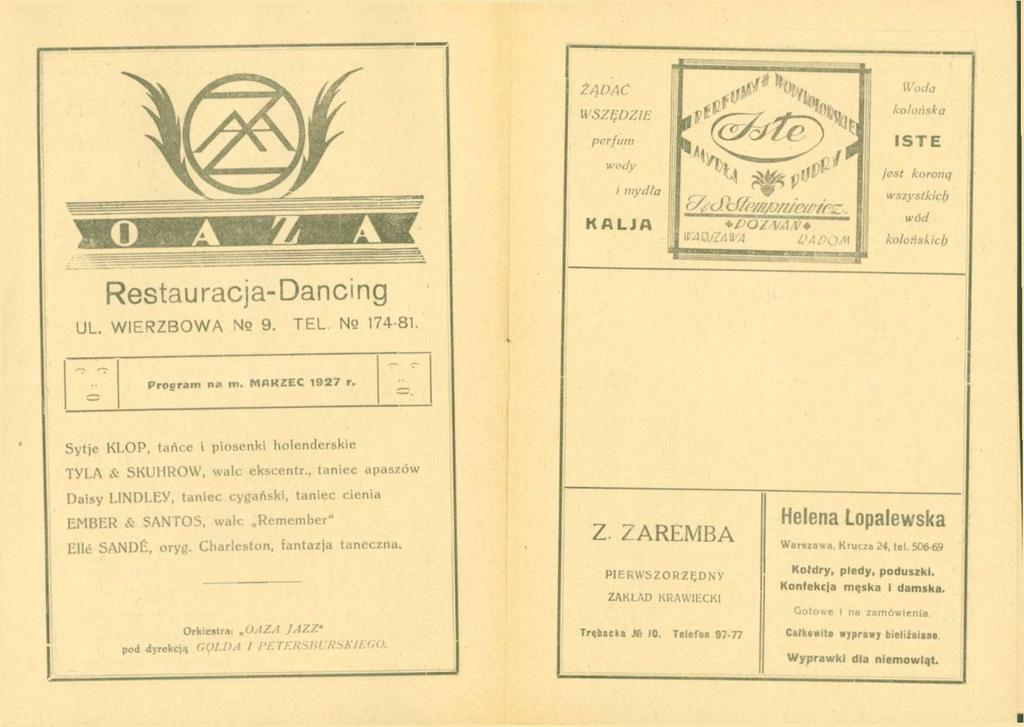 OAZA
Restauracja-Dancing
UL. WIERZBOWA № 9. TEL. № 174-81.
Program na m. MARZEC 1927 r.
Sytje KLOP, tańce i piosenki holenderskie
TYLA & SKUHROW, walc ekscentr., taniec apaszów
Daisy LINDLEY, taniec cygański, taniec cienia
EMBER & SANTOS, walc „Remember“
Ellé SANDÉ, oryg. Charleston, fantazja taneczna.
Orkiestra: „OAZA JAZZ“
pod dyrekcją GOLDA I PETERSBURSKIEGO.
ŻĄDAĆ
WSZĘDZIE
perfum
wody
i mydła
KALJA
PERFUMY WODY KOLOŃSKIE
Iste
MYDŁA PUDRY
J. & S. Stempniewicz.
POZNAŃ
WARSZAWA RADOM
Woda
kolońska
ISTE
jest koroną
wszystkich
wód
kolońskich
Z. ZAREMBA
PIERWSZORZĘDNY
ZAKŁAD KRAWIECKI
Trębacka № 10. Telefon 97-77
Helena Lopalewska
Warszawa, Krucza 24, tel. 506-69
Kołdry, pledy, poduszki.
Konfekcja męska i damska.
Gotowe i na zamówienia.
Całkowite wyprawy bieliźniane.
Wyprawki dla niemowląt.